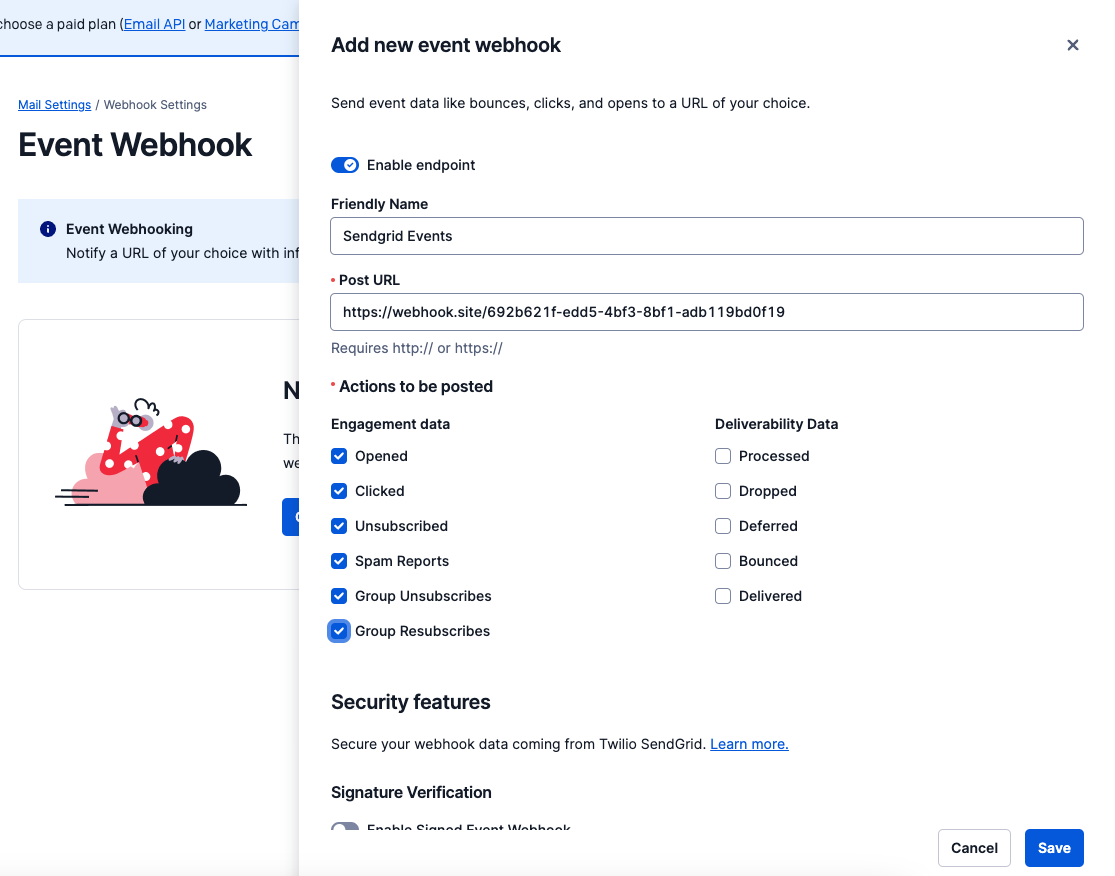 choose a paid plan (Email API or Marketing Cam
Mail Settings / Webhook Settings
Event Webhook
Event Webhooking
Notify a URL of your choice with inf
N
Th
we
Add new event webhook
Send event data like bounces, clicks, and opens to a URL of your choice.
Enable endpoint
Friendly Name
Sendgrid Events
* Post URL
https://webhook.site/692b621f-edd5-4bf3-8bf1-adb119bd0f19
Requires http:// or https://
* Actions to be posted
Engagement data
Opened
Clicked
Unsubscribed
Spam Reports
Group Unsubscribes
Group Resubscribes
Deliverability Data
Processed
Dropped
Deferred
Bounced
Delivered
Security features
Secure your webhook data coming from Twilio SendGrid. Learn more.
Signature Verification
Enable Signed Event Webhook
Cancel
Save